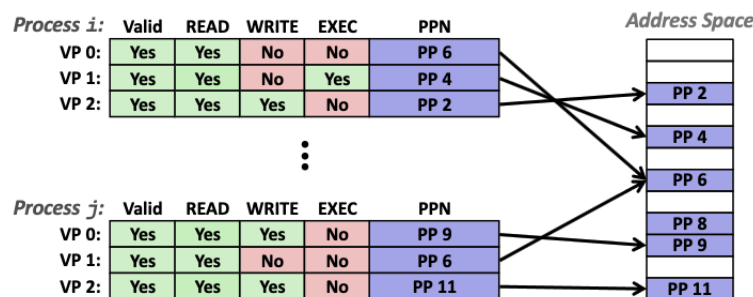 Address Space
Process i: Valid READ WRITE EXEC PPN
VP 0: Yes Yes No No PP 6
VP 1: Yes Yes No Yes PP 4
VP 2: Yes Yes Yes No PP 2
PP 2
PP 4
PP 6
PP 8
PP 9
PP 11
Process j: Valid READ WRITE EXEC PPN
VP 0: Yes Yes Yes No PP 9
VP 1: Yes No No PP 6
VP 2: Yes Yes Yes No PP 11